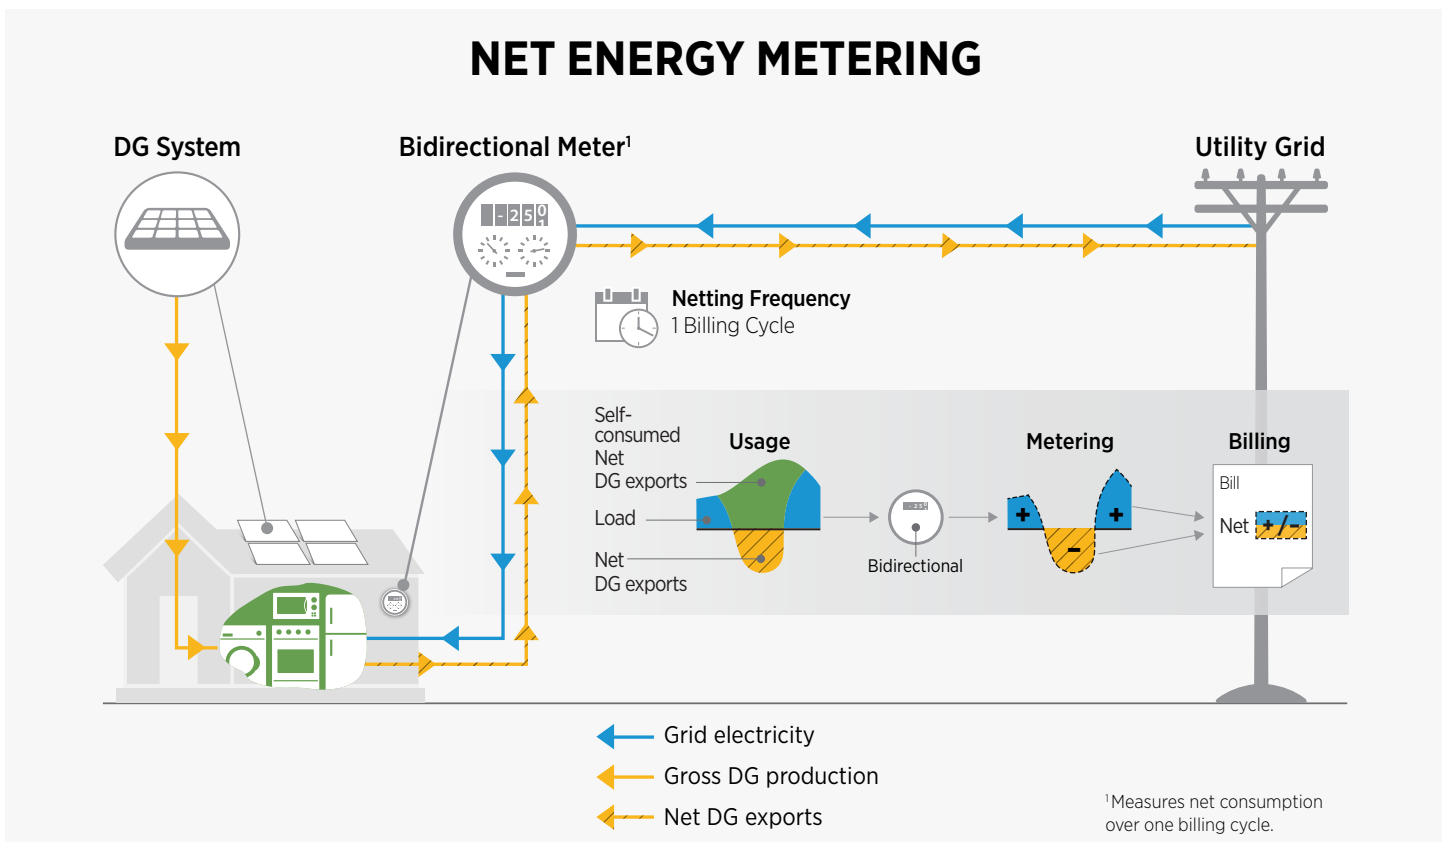 NET ENERGY METERING
DG System
Bidirectional Meter¹
Utility Grid
-250
1
Netting Frequency
1 Billing Cycle
Self-
consumed
Net
DG exports
Load
Net
DG exports
Usage
Bidirectional
Metering
Billing
Bill
Net
+/-
+
+
-
Grid electricity
Gross DG production
Net DG exports
¹Measures net consumption
over one billing cycle.